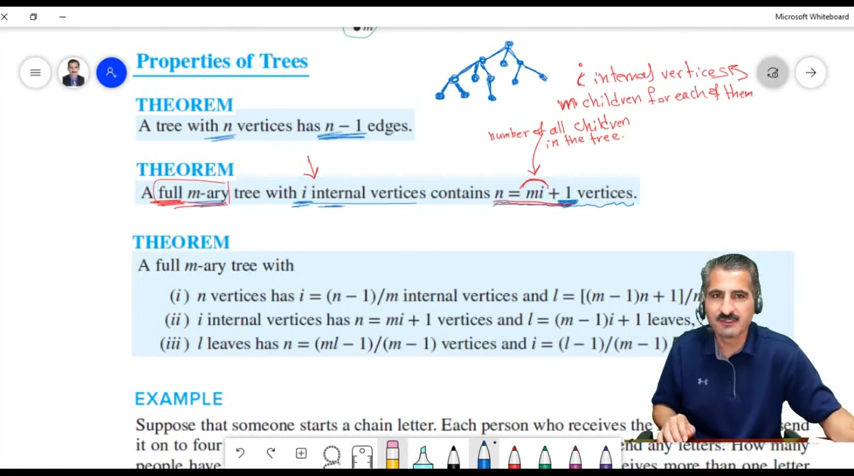 Microsoft Whiteboard
m
Properties of Trees
i internal vertices
m children for each of them
THEOREM
A tree with n vertices has n − 1 edges.
number of all children
in the tree.
THEOREM
A full m-ary tree with i internal vertices contains n = mi + 1 vertices.
THEOREM
A full m-ary tree with
(i) n vertices has i = (n − 1)/m internal vertices and l = [(m − 1)n + 1]/
(ii) i internal vertices has n = mi + 1 vertices and l = (m − 1)i + 1 leaves,
(iii) l leaves has n = (ml − 1)/(m − 1) vertices and i = (l − 1)/(m − 1)
EXAMPLE
Suppose that someone starts a chain letter. Each person who receives the send
it on to four end any letters. How many
people have eives more than one letter